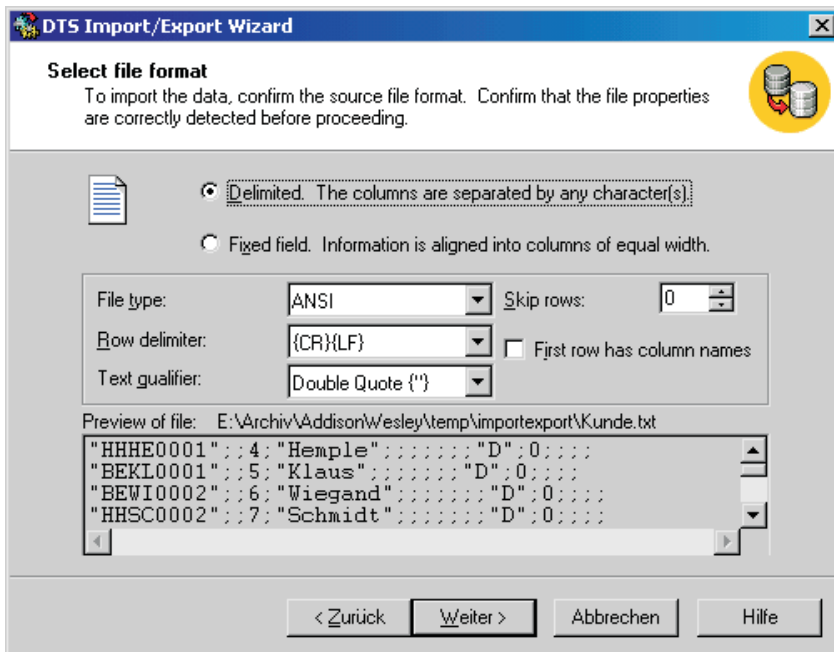 DTS Import/Export Wizard
Select file format
To import the data, confirm the source file format. Confirm that the file properties
are correctly detected before proceeding.
Delimited. The columns are separated by any character(s).
Fixed field. Information is aligned into columns of equal width.
File type: ANSI Skip rows: 0
Row delimiter: {CR}{LF} First row has column names
Text qualifier: Double Quote {"}
Preview of file: E:\Archiv\AddisonWesley\temp\importexport\Kunde.txt
"HHHE0001";;4;"Hemple";;;;;;;"D";0;;;;
"BEKL0001";;5;"Klaus";;;;;;;"D";0;;;;
"BEWI0002";;6;"Wiegand";;;;;;;"D";0;;;;
"HHSC0002";;7;"Schmidt";;;;;;;"D";0;;;;
< Zurück Weiter > Abbrechen Hilfe